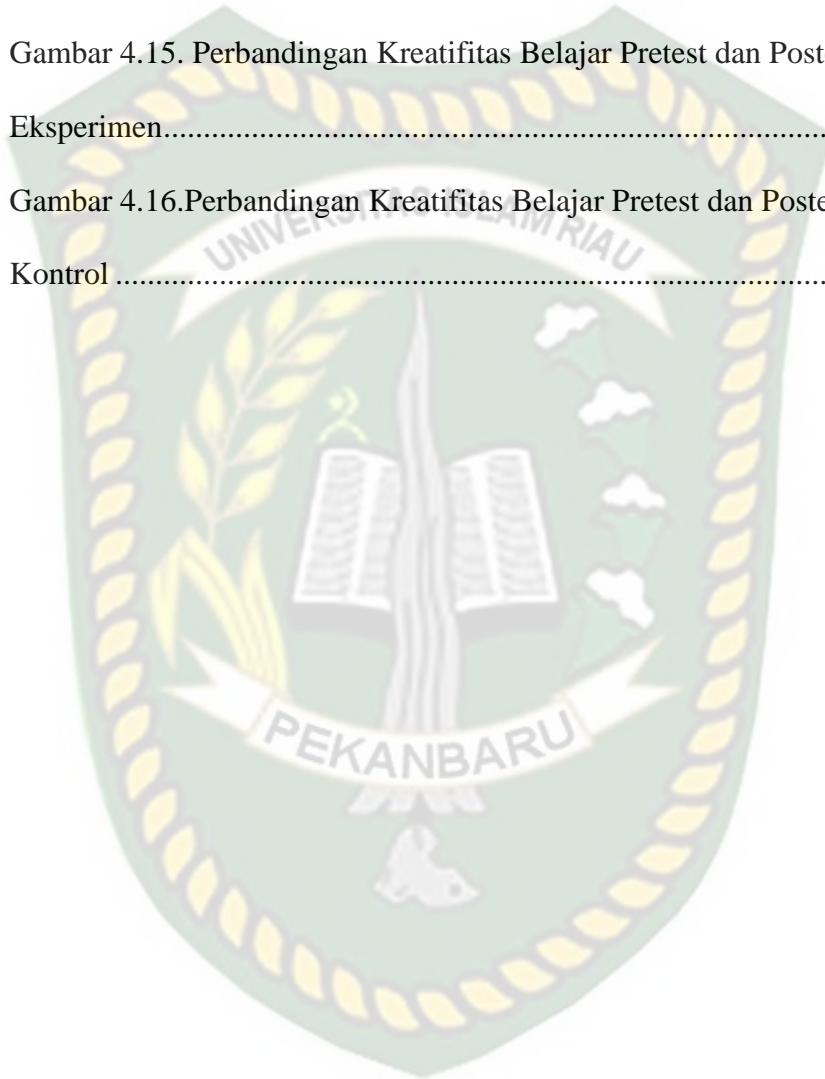 Gambar 4.15. Perbandingan Kreatifitas Belajar Pretest dan Post
Eksperimen....................................................................................
Gambar 4.16.Perbandingan Kreatifitas Belajar Pretest dan Poste
Kontrol ..........................................................................................
UNIVERSITAS ISLAM RIAU
PEKANBARU